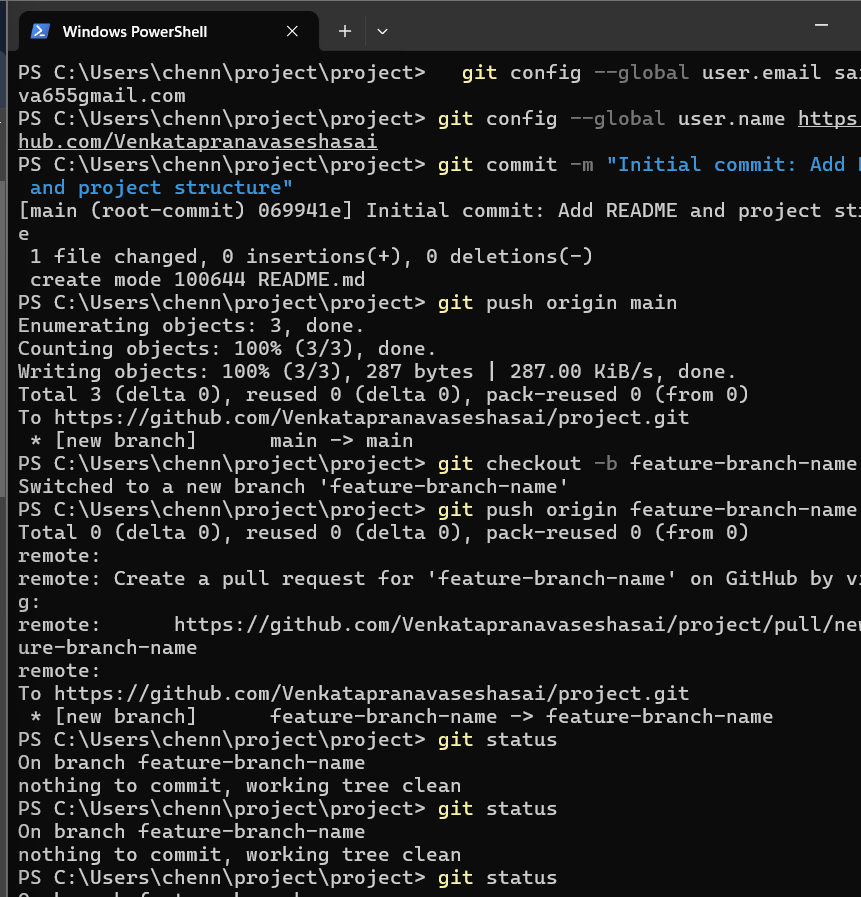 Windows PowerShell
PS C:\Users\chenn\project\project>   git config --global user.email sai
va655gmail.com
PS C:\Users\chenn\project\project> git config --global user.name https
hub.com/Venkatapranavaseshasai
PS C:\Users\chenn\project\project> git commit -m "Initial commit: Add
 and project structure"
[main (root-commit) 069941e] Initial commit: Add README and project st
e
 1 file changed, 0 insertions(+), 0 deletions(-)
 create mode 100644 README.md
PS C:\Users\chenn\project\project> git push origin main
Enumerating objects: 3, done.
Counting objects: 100% (3/3), done.
Writing objects: 100% (3/3), 287 bytes | 287.00 KiB/s, done.
Total 3 (delta 0), reused 0 (delta 0), pack-reused 0 (from 0)
To https://github.com/Venkatapranavaseshasai/project.git
 * [new branch]      main -> main
PS C:\Users\chenn\project\project> git checkout -b feature-branch-name
Switched to a new branch 'feature-branch-name'
PS C:\Users\chenn\project\project> git push origin feature-branch-name
Total 0 (delta 0), reused 0 (delta 0), pack-reused 0 (from 0)
remote:
remote: Create a pull request for 'feature-branch-name' on GitHub by vi
g:
remote:      https://github.com/Venkatapranavaseshasai/project/pull/new
ure-branch-name
remote:
To https://github.com/Venkatapranavaseshasai/project.git
 * [new branch]      feature-branch-name -> feature-branch-name
PS C:\Users\chenn\project\project> git status
On branch feature-branch-name
nothing to commit, working tree clean
PS C:\Users\chenn\project\project> git status
On branch feature-branch-name
nothing to commit, working tree clean
PS C:\Users\chenn\project\project> git status